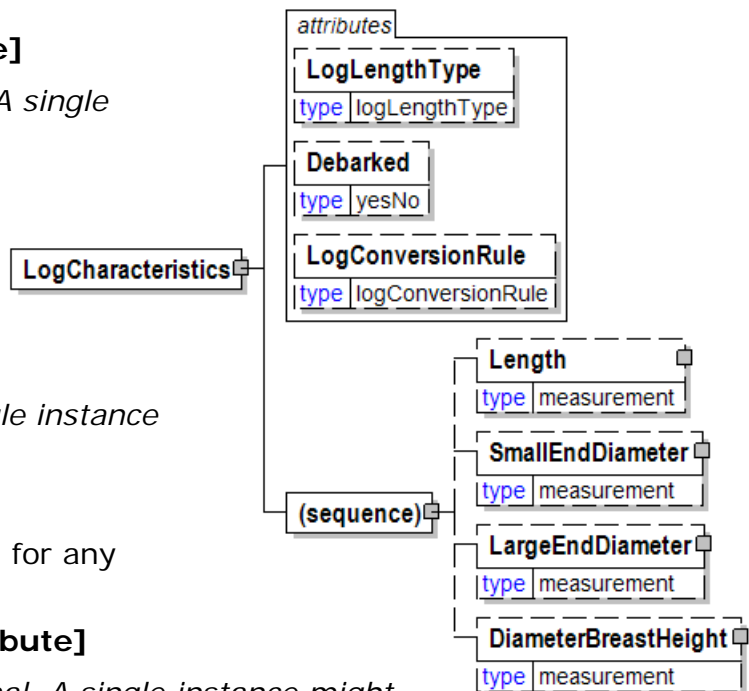 e]
A single
le instance
for any
bute]
al. A single instance might
attributes
LogLengthType
type logLengthType
Debarked
type yesNo
LogConversionRule
type logConversionRule
LogCharacteristics
(sequence)
Length
type measurement
SmallEndDiameter
type measurement
LargeEndDiameter
type measurement
DiameterBreastHeight
type measurement